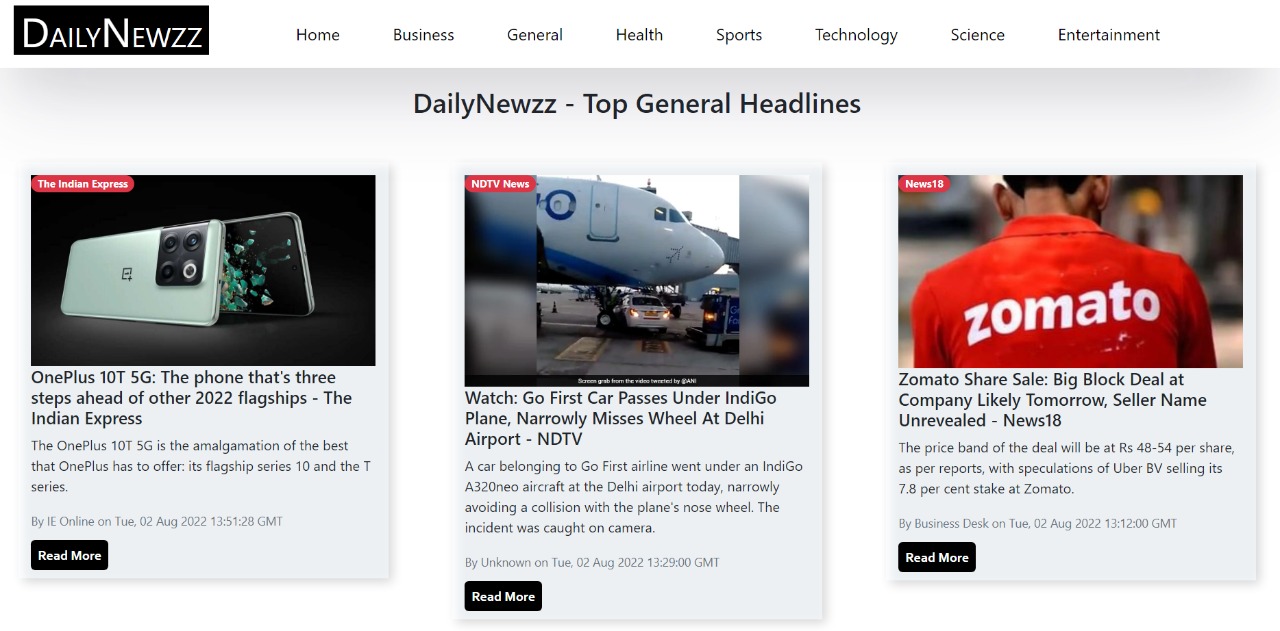 DAILYNEWZZ
Home Business General Health Sports Technology Science Entertainment
DailyNewzz - Top General Headlines
The Indian Express
OnePlus 10T 5G: The phone that's three
steps ahead of other 2022 flagships - The
Indian Express
The OnePlus 10T 5G is the amalgamation of the best
that OnePlus has to offer: its flagship series 10 and the T
series.
By IE Online on Tue, 02 Aug 2022 13:51:28 GMT
Read More
NDTV News
Screen grab from the video tweeted by @ANI
Watch: Go First Car Passes Under IndiGo
Plane, Narrowly Misses Wheel At Delhi
Airport - NDTV
A car belonging to Go First airline went under an IndiGo
A320neo aircraft at the Delhi airport today, narrowly
avoiding a collision with the plane's nose wheel. The
incident was caught on camera.
By Unknown on Tue, 02 Aug 2022 13:29:00 GMT
Read More
News18
zomato
Zomato Share Sale: Big Block Deal at
Company Likely Tomorrow, Seller Name
Unrevealed - News18
The price band of the deal will be at Rs 48-54 per share,
as per reports, with speculations of Uber BV selling its
7.8 per cent stake at Zomato.
By Business Desk on Tue, 02 Aug 2022 13:12:00 GMT
Read More